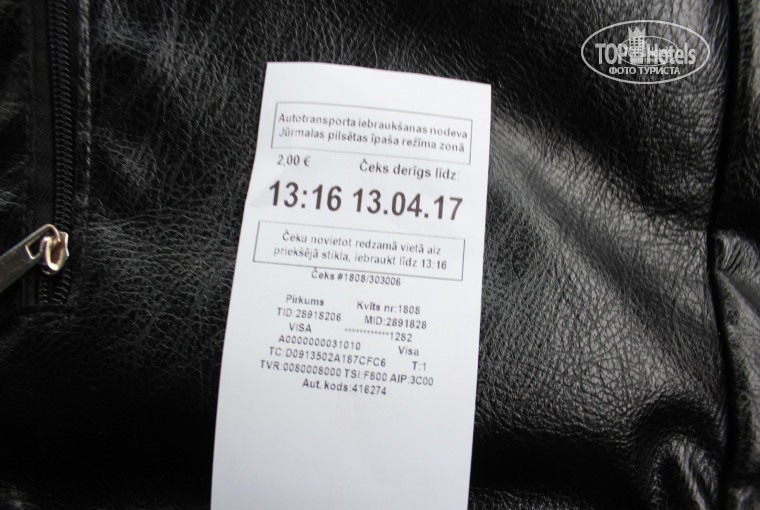 TOP Hotels
ФОТО ТУРИСТА
Autotransporta iebraukšanas nodeva
Jūrmalas pilsētas īpaša režīma zonā
2,00 € Čeks derīgs līdz:
13:16 13.04.17
Čeku novietot redzamā vietā aiz
priekšējā stikla, iebraukt līdz 13:16
Čeks #1808/303006
Pirkums Kvīts nr:1808
TID:28918206 MID:2891828
VISA ************1282
A0000000031010 Visa
TC:D0913502A187CFC6 T:1
TVR:0080008000 TSI:F800 AIP:3C00
Aut. kods:416274